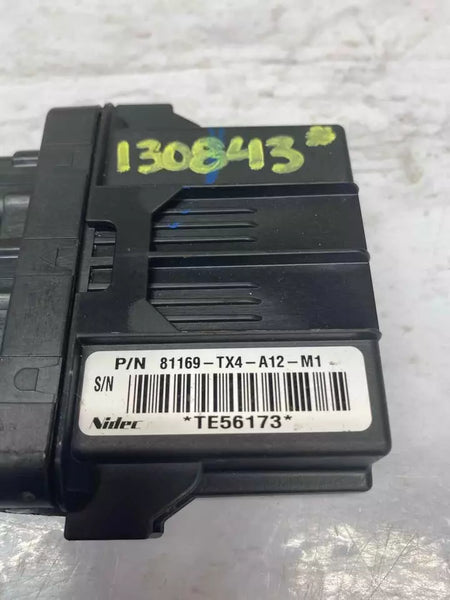 130843*
P/N 81169-TX4-A12-M1
S/N
Nidec *TE56173*